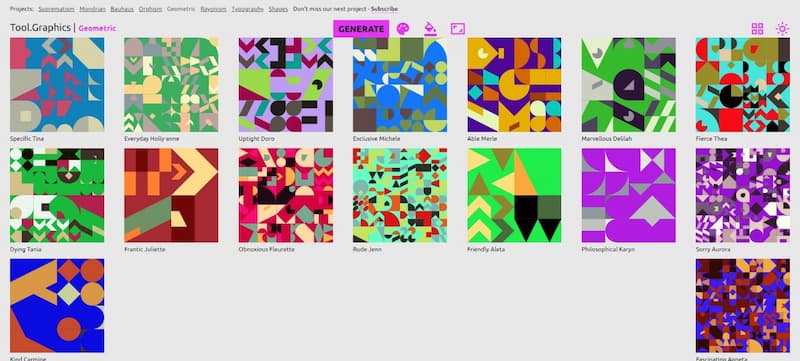 Projects: Suprematism Mondrian Bauhaus Orphism Geometric Rayonism Typography Shapes Don't miss our next project - Subscribe
Tool.Graphics | Geometric
GENERATE
Specific Tina
Everyday Holly-anne
Uptight Doro
Exclusive Michele
Able Merle
Marvellous Delilah
Fierce Thea
Dying Tania
Frantic Juliette
Obnoxious Fleurette
Rude Jenn
Friendly Aleta
Philosophical Karyn
Sorry Aurora
Kind Carmine
Fascinating Agneta